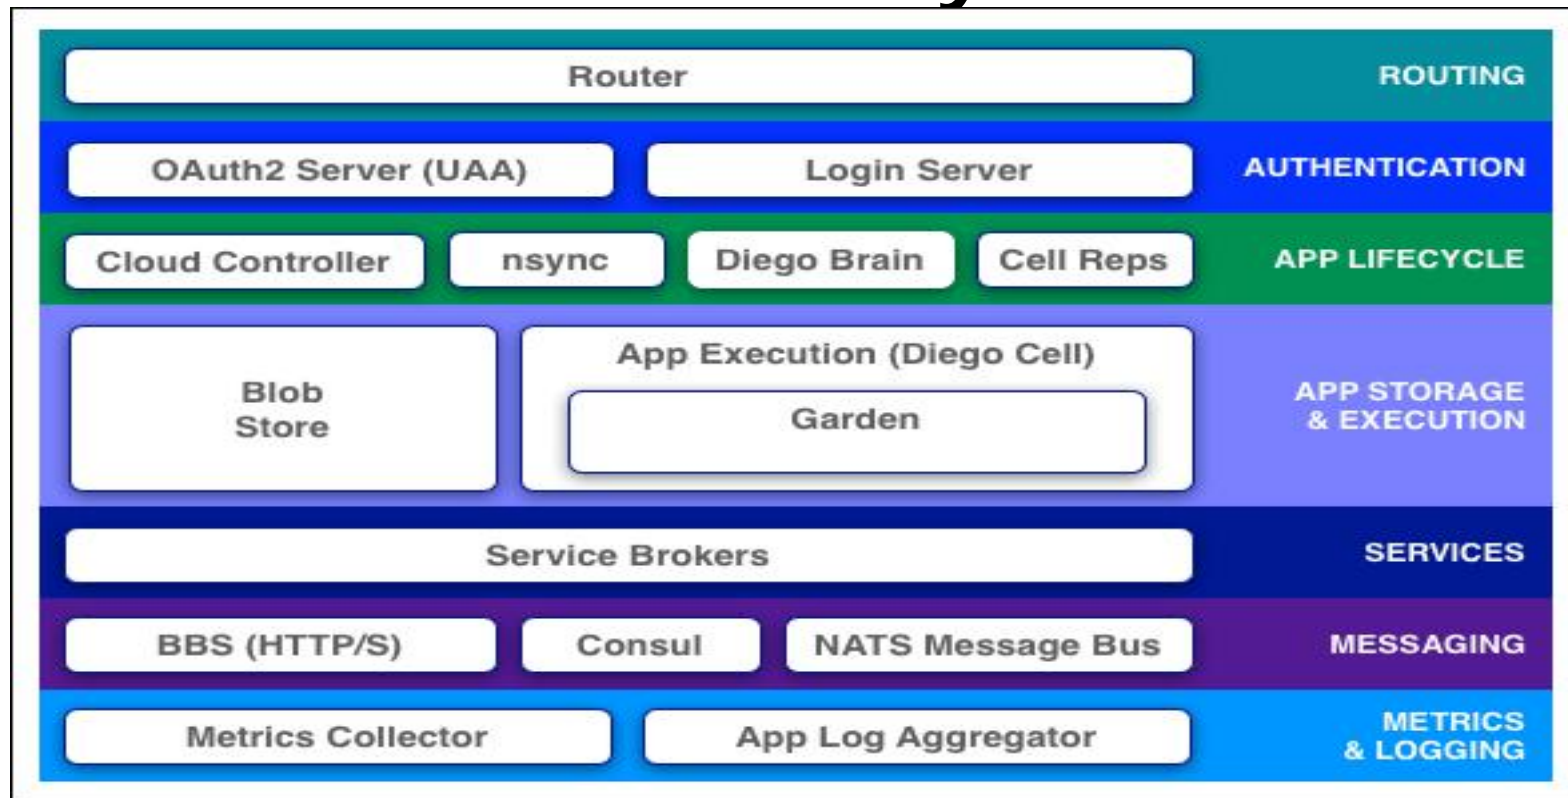 Router
ROUTING
OAuth2 Server (UAA)
Login Server
AUTHENTICATION
Cloud Controller
nsync
Diego Brain
Cell Reps
APP LIFECYCLE
Blob
Store
App Execution (Diego Cell)
Garden
APP STORAGE
& EXECUTION
Service Brokers
SERVICES
BBS (HTTP/S)
Consul
NATS Message Bus
MESSAGING
Metrics Collector
App Log Aggregator
METRICS
& LOGGING